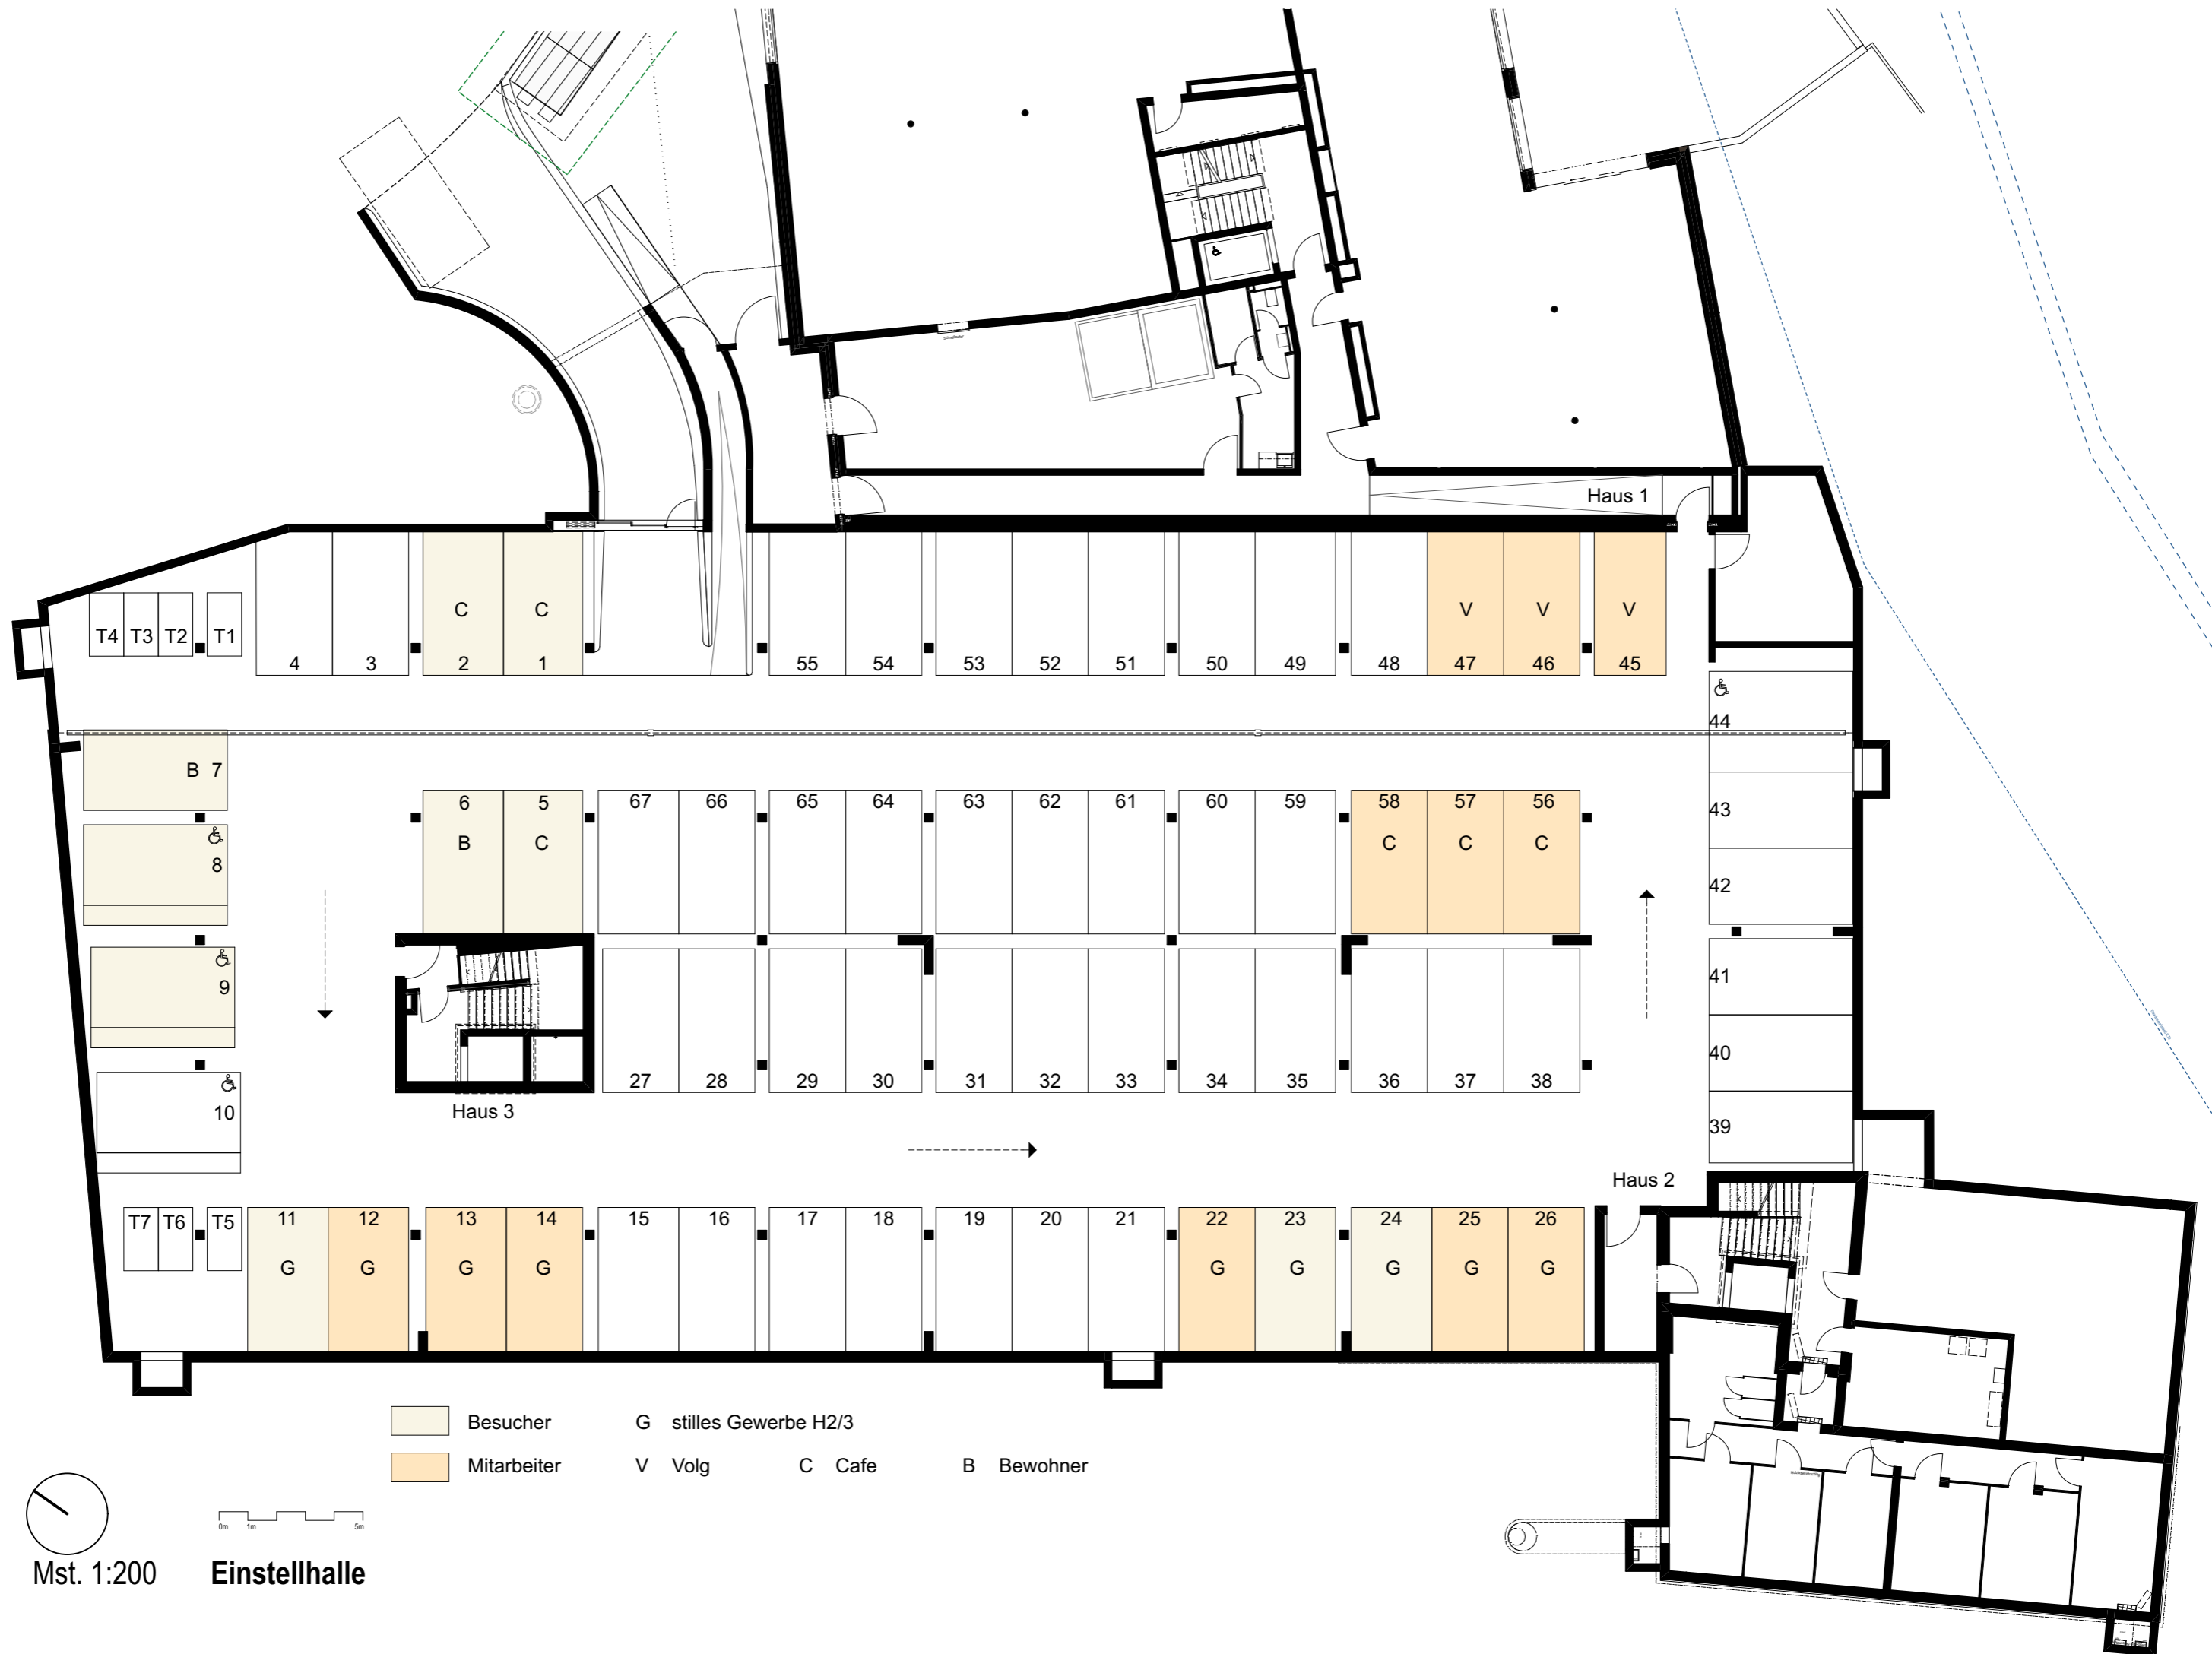 Haus 1
C C V V V
T4 T3 T2 T1 4 3 2 1 55 54 53 52 51 50 49 48 47 46 45
44
B 7
6 5 67 66 65 64 63 62 61 60 59 58 57 56 43
B C C C C
8 42
9 41
40
27 28 29 30 31 32 33 34 35 36 37 38
10 Haus 3 39
Haus 2
T7 T6 T5 11 12 13 14 15 16 17 18 19 20 21 22 23 24 25 26
G G G G G G G G G
Besucher G stilles Gewerbe H2/3
Mitarbeiter V Volg C Cafe B Bewohner
0m 1m 5m
Mst. 1:200 Einstellhalle